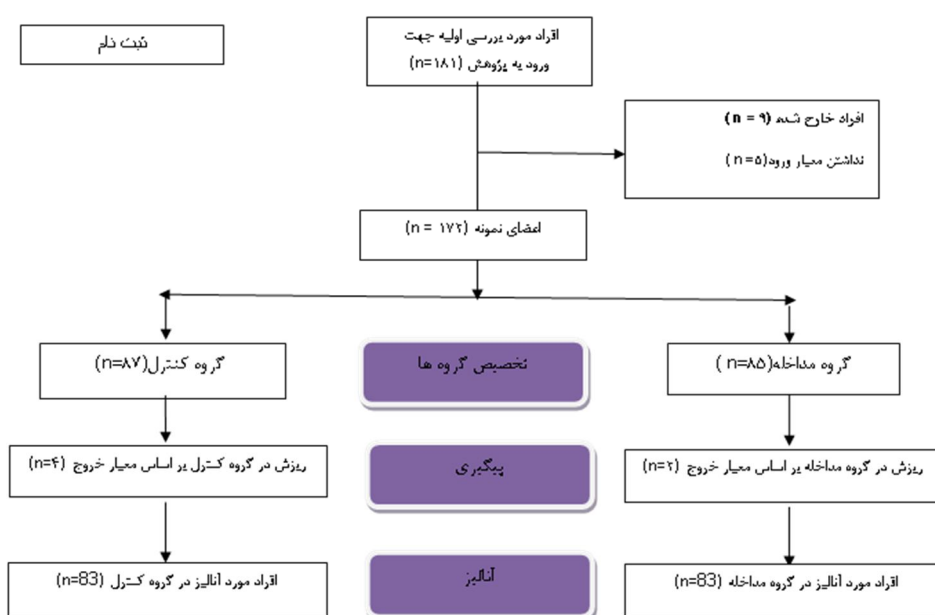 ثبت نام
افراد مورد بررسی اولیه جهت
ورود به پژوهش (n=۱۸۱)
افراد خارج شده (n = ۹)
نداشتن معیار ورود(n=۵)
اعضای نمونه (n = ۱۷۲)
گروه مداخله(n=۸۵)
تخصیص گروه ها
گروه کنترل(n=۸۷)
ریزش در گروه مداخله بر اساس معیار خروج (n=۲)
پیگیری
ریزش در گروه کنترل بر اساس معیار خروج (n=۴)
افراد مورد آنالیز در گروه مداخله (n=83)
آنالیز
افراد مورد آنالیز در گروه کنترل (n=83)